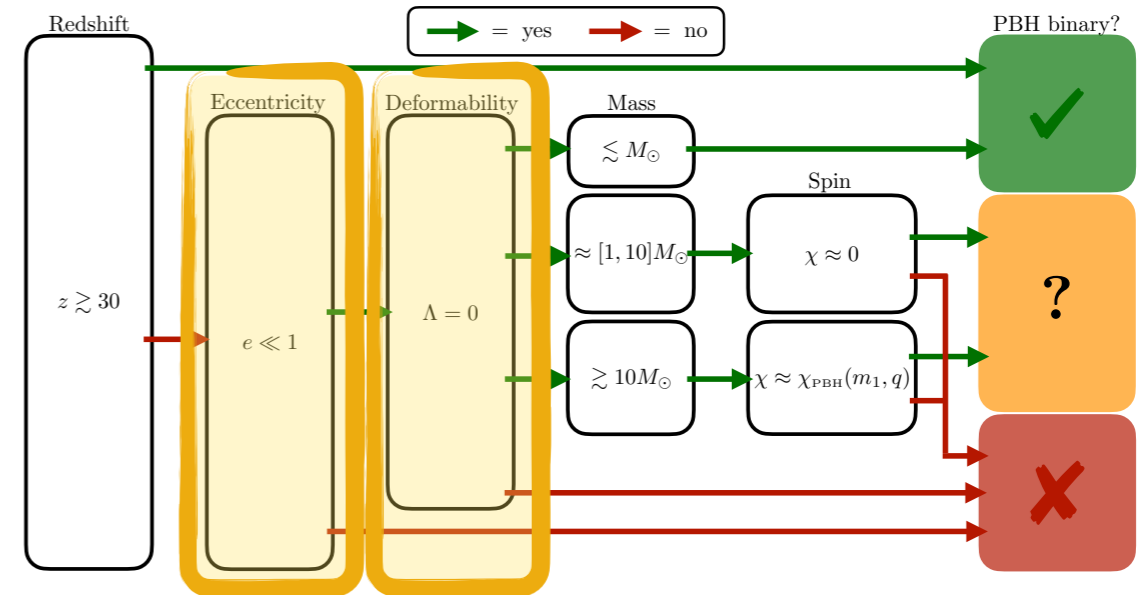 Redshift
= yes
= no
PBH binary?
Eccentricity
Deformability
Mass
≲ M⊙
Spin
≈ [1, 10]M⊙
χ ≈ 0
z ≳ 30
e ≪ 1
Λ = 0
?
≳ 10M⊙
χ ≈ χPBH(m1, q)